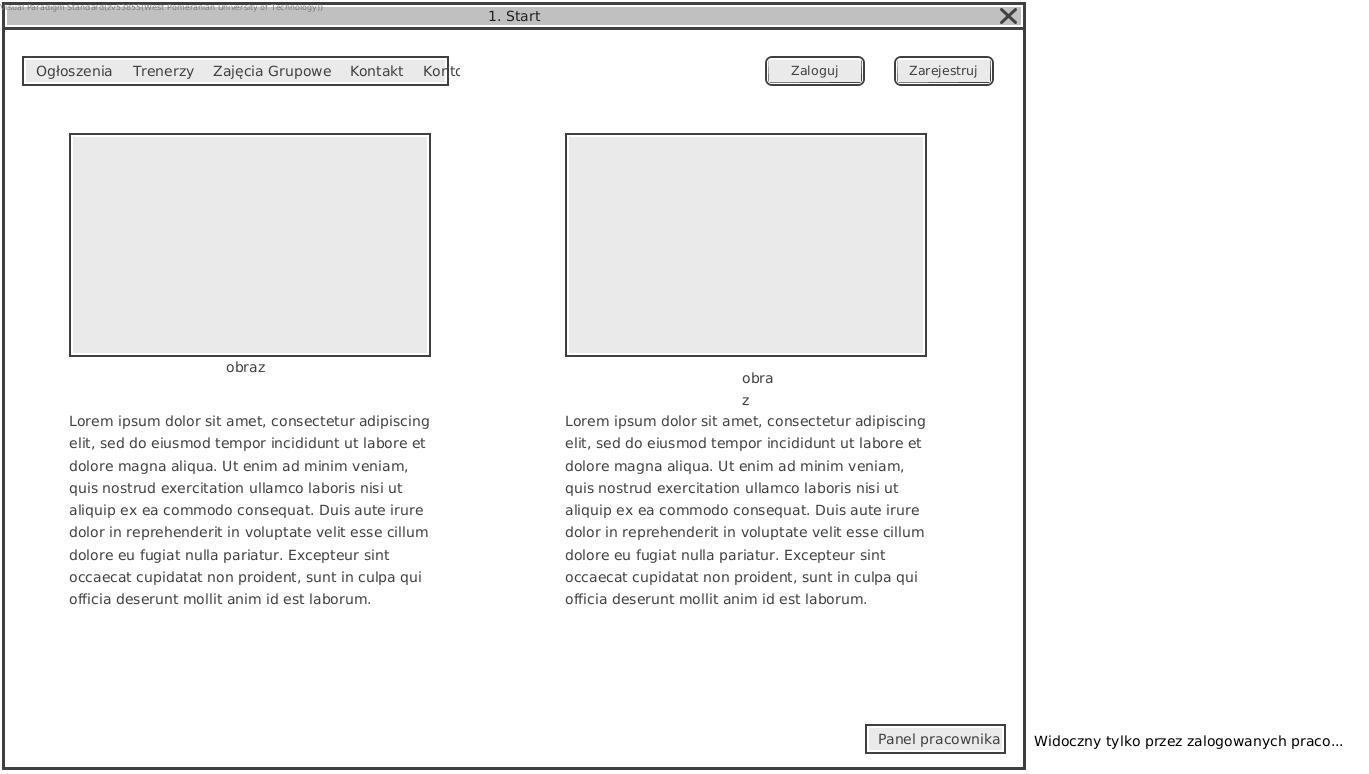 Visual Paradigm Standard(zv53855(West Pomeranian University of Technology))
1. Start
Ogłoszenia Trenerzy Zajęcia Grupowe Kontakt Konto
Zaloguj
Zarejestruj
obraz
obra
z
Lorem ipsum dolor sit amet, consectetur adipiscing
elit, sed do eiusmod tempor incididunt ut labore et
dolore magna aliqua. Ut enim ad minim veniam,
quis nostrud exercitation ullamco laboris nisi ut
aliquip ex ea commodo consequat. Duis aute irure
dolor in reprehenderit in voluptate velit esse cillum
dolore eu fugiat nulla pariatur. Excepteur sint
occaecat cupidatat non proident, sunt in culpa qui
officia deserunt mollit anim id est laborum.
Lorem ipsum dolor sit amet, consectetur adipiscing
elit, sed do eiusmod tempor incididunt ut labore et
dolore magna aliqua. Ut enim ad minim veniam,
quis nostrud exercitation ullamco laboris nisi ut
aliquip ex ea commodo consequat. Duis aute irure
dolor in reprehenderit in voluptate velit esse cillum
dolore eu fugiat nulla pariatur. Excepteur sint
occaecat cupidatat non proident, sunt in culpa qui
officia deserunt mollit anim id est laborum.
Panel pracownika
Widoczny tylko przez zalogowanych praco...